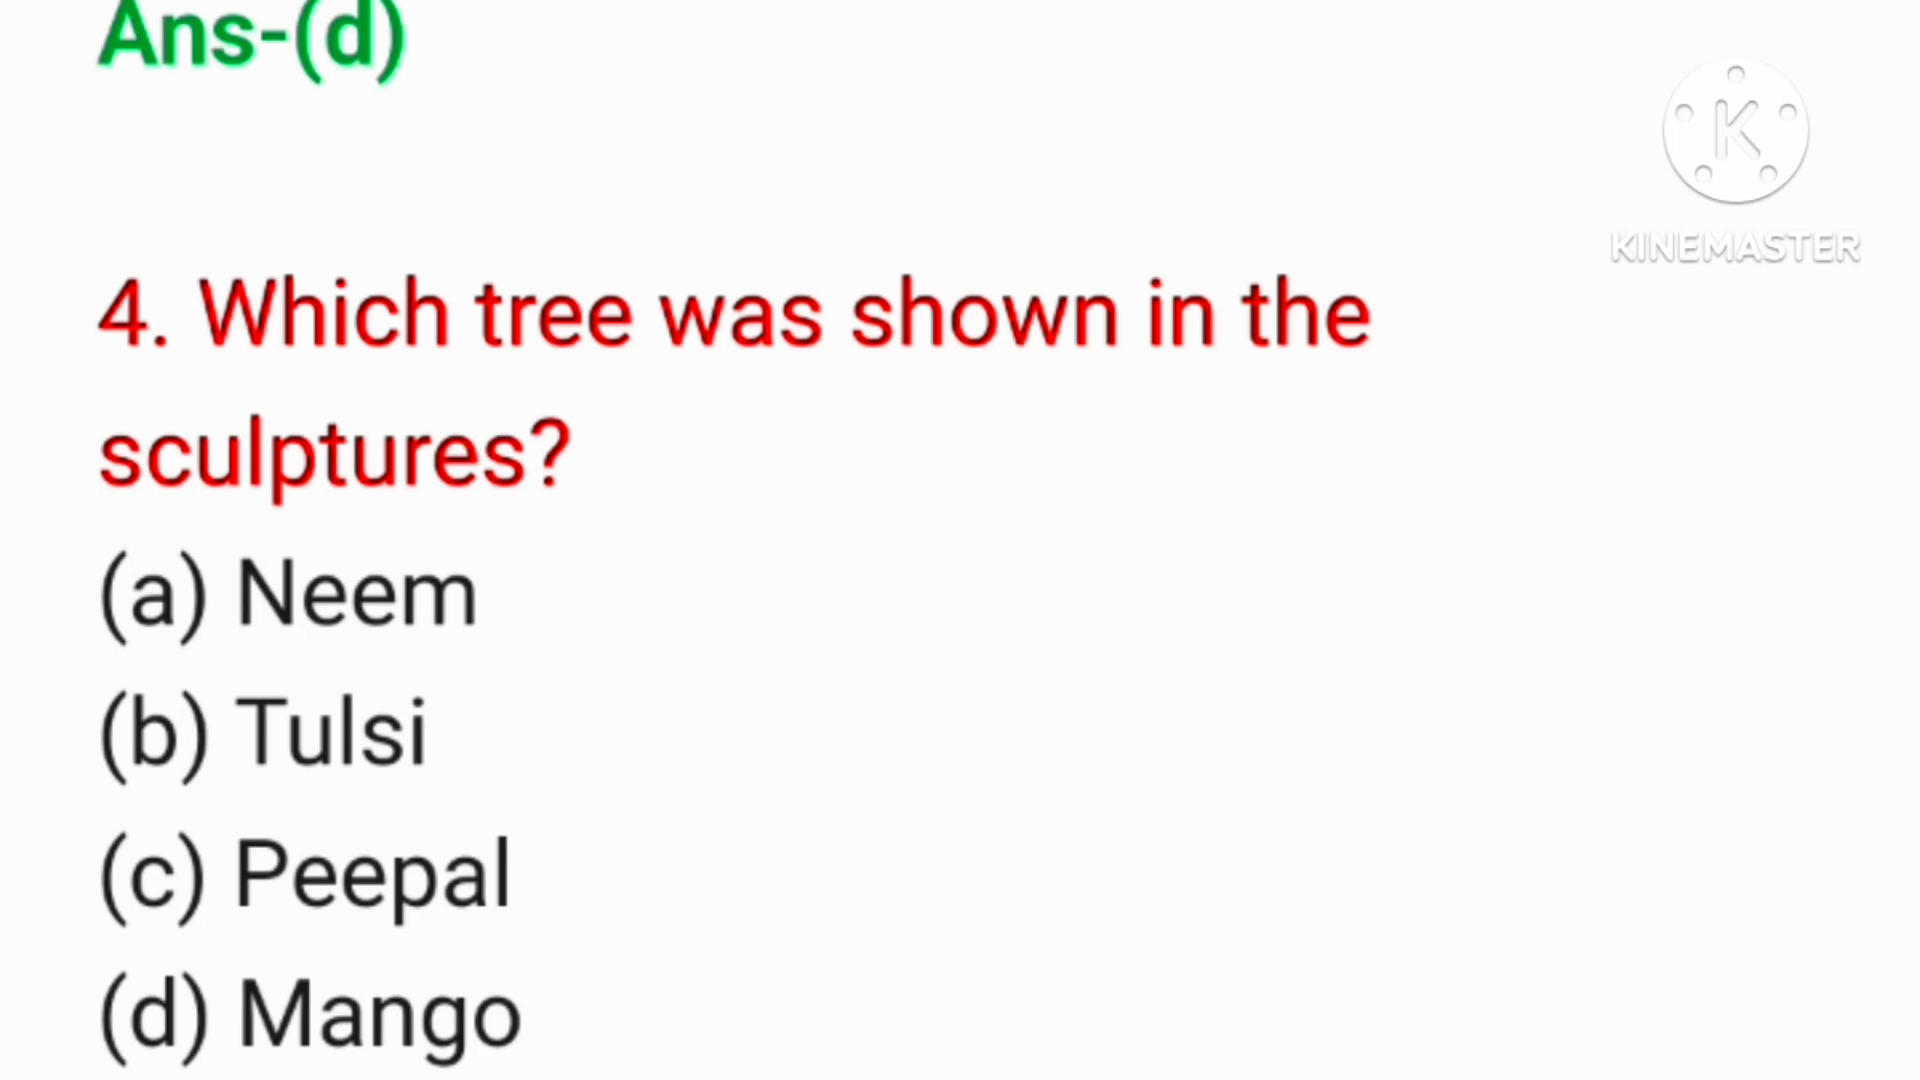 Ans-(d)
K
KINEMASTER
4. Which tree was shown in the
sculptures?
(a) Neem
(b) Tulsi
(c) Peepal
(d) Mango